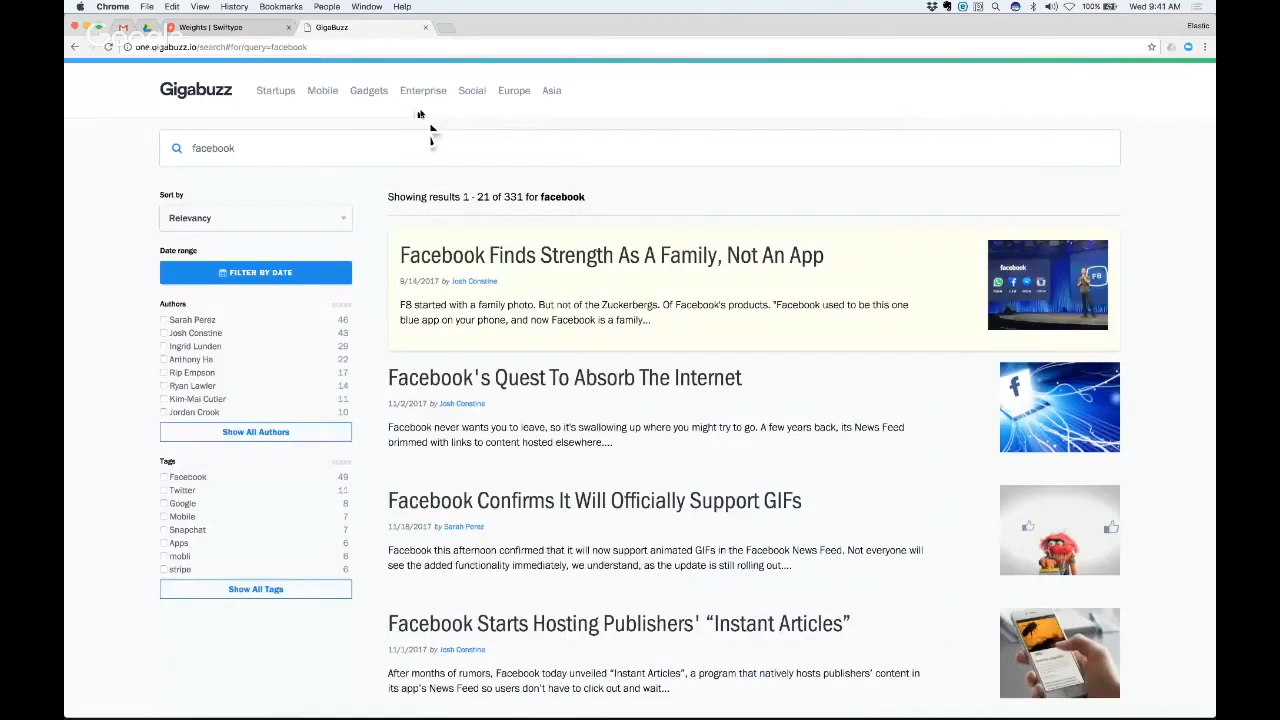 Chrome File Edit View History Bookmarks People Window Help 100% Wed 9:41 AM
Weights | Swiftype GigaBuzz Elastic
one.gigabuzz.io/search#for/query=facebook
Gigabuzz Startups Mobile Gadgets Enterprise Social Europe Asia
facebook
Sort by
Relevancy
Date range
FILTER BY DATE
Authors
Sarah Perez 46
Josh Constine 43
Ingrid Lunden 29
Anthony Ha 22
Rip Empson 17
Ryan Lawler 14
Kim-Mai Cutler 11
Jordan Crook 10
Show All Authors
Tags
Facebook 49
Twitter 11
Google 8
Mobile 7
Snapchat 7
Apps 6
mobli 6
stripe 6
Show All Tags
Showing results 1 - 21 of 331 for facebook
Facebook Finds Strength As A Family, Not An App
9/14/2017 by Josh Constine
F8 started with a family photo. But not of the Zuckerbergs. Of Facebook's products. "Facebook used to be this one
blue app on your phone, and now Facebook is a family...
facebook
F8
Facebook's Quest To Absorb The Internet
11/2/2017 by Josh Constine
Facebook never wants you to leave, so it's swallowing up where you might try to go. A few years back, its News Feed
brimmed with links to content hosted elsewhere....
Facebook Confirms It Will Officially Support GIFs
11/18/2017 by Sarah Perez
Facebook this afternoon confirmed that it will now support animated GIFs in the Facebook News Feed. Not everyone will
see the added functionality immediately, we understand, as the update is still rolling out....
Facebook Starts Hosting Publishers' “Instant Articles”
11/1/2017 by Josh Constine
After months of rumors, Facebook today unveiled “Instant Articles”, a program that natively hosts publishers’ content in
its app’s News Feed so users don’t have to click out and wait...